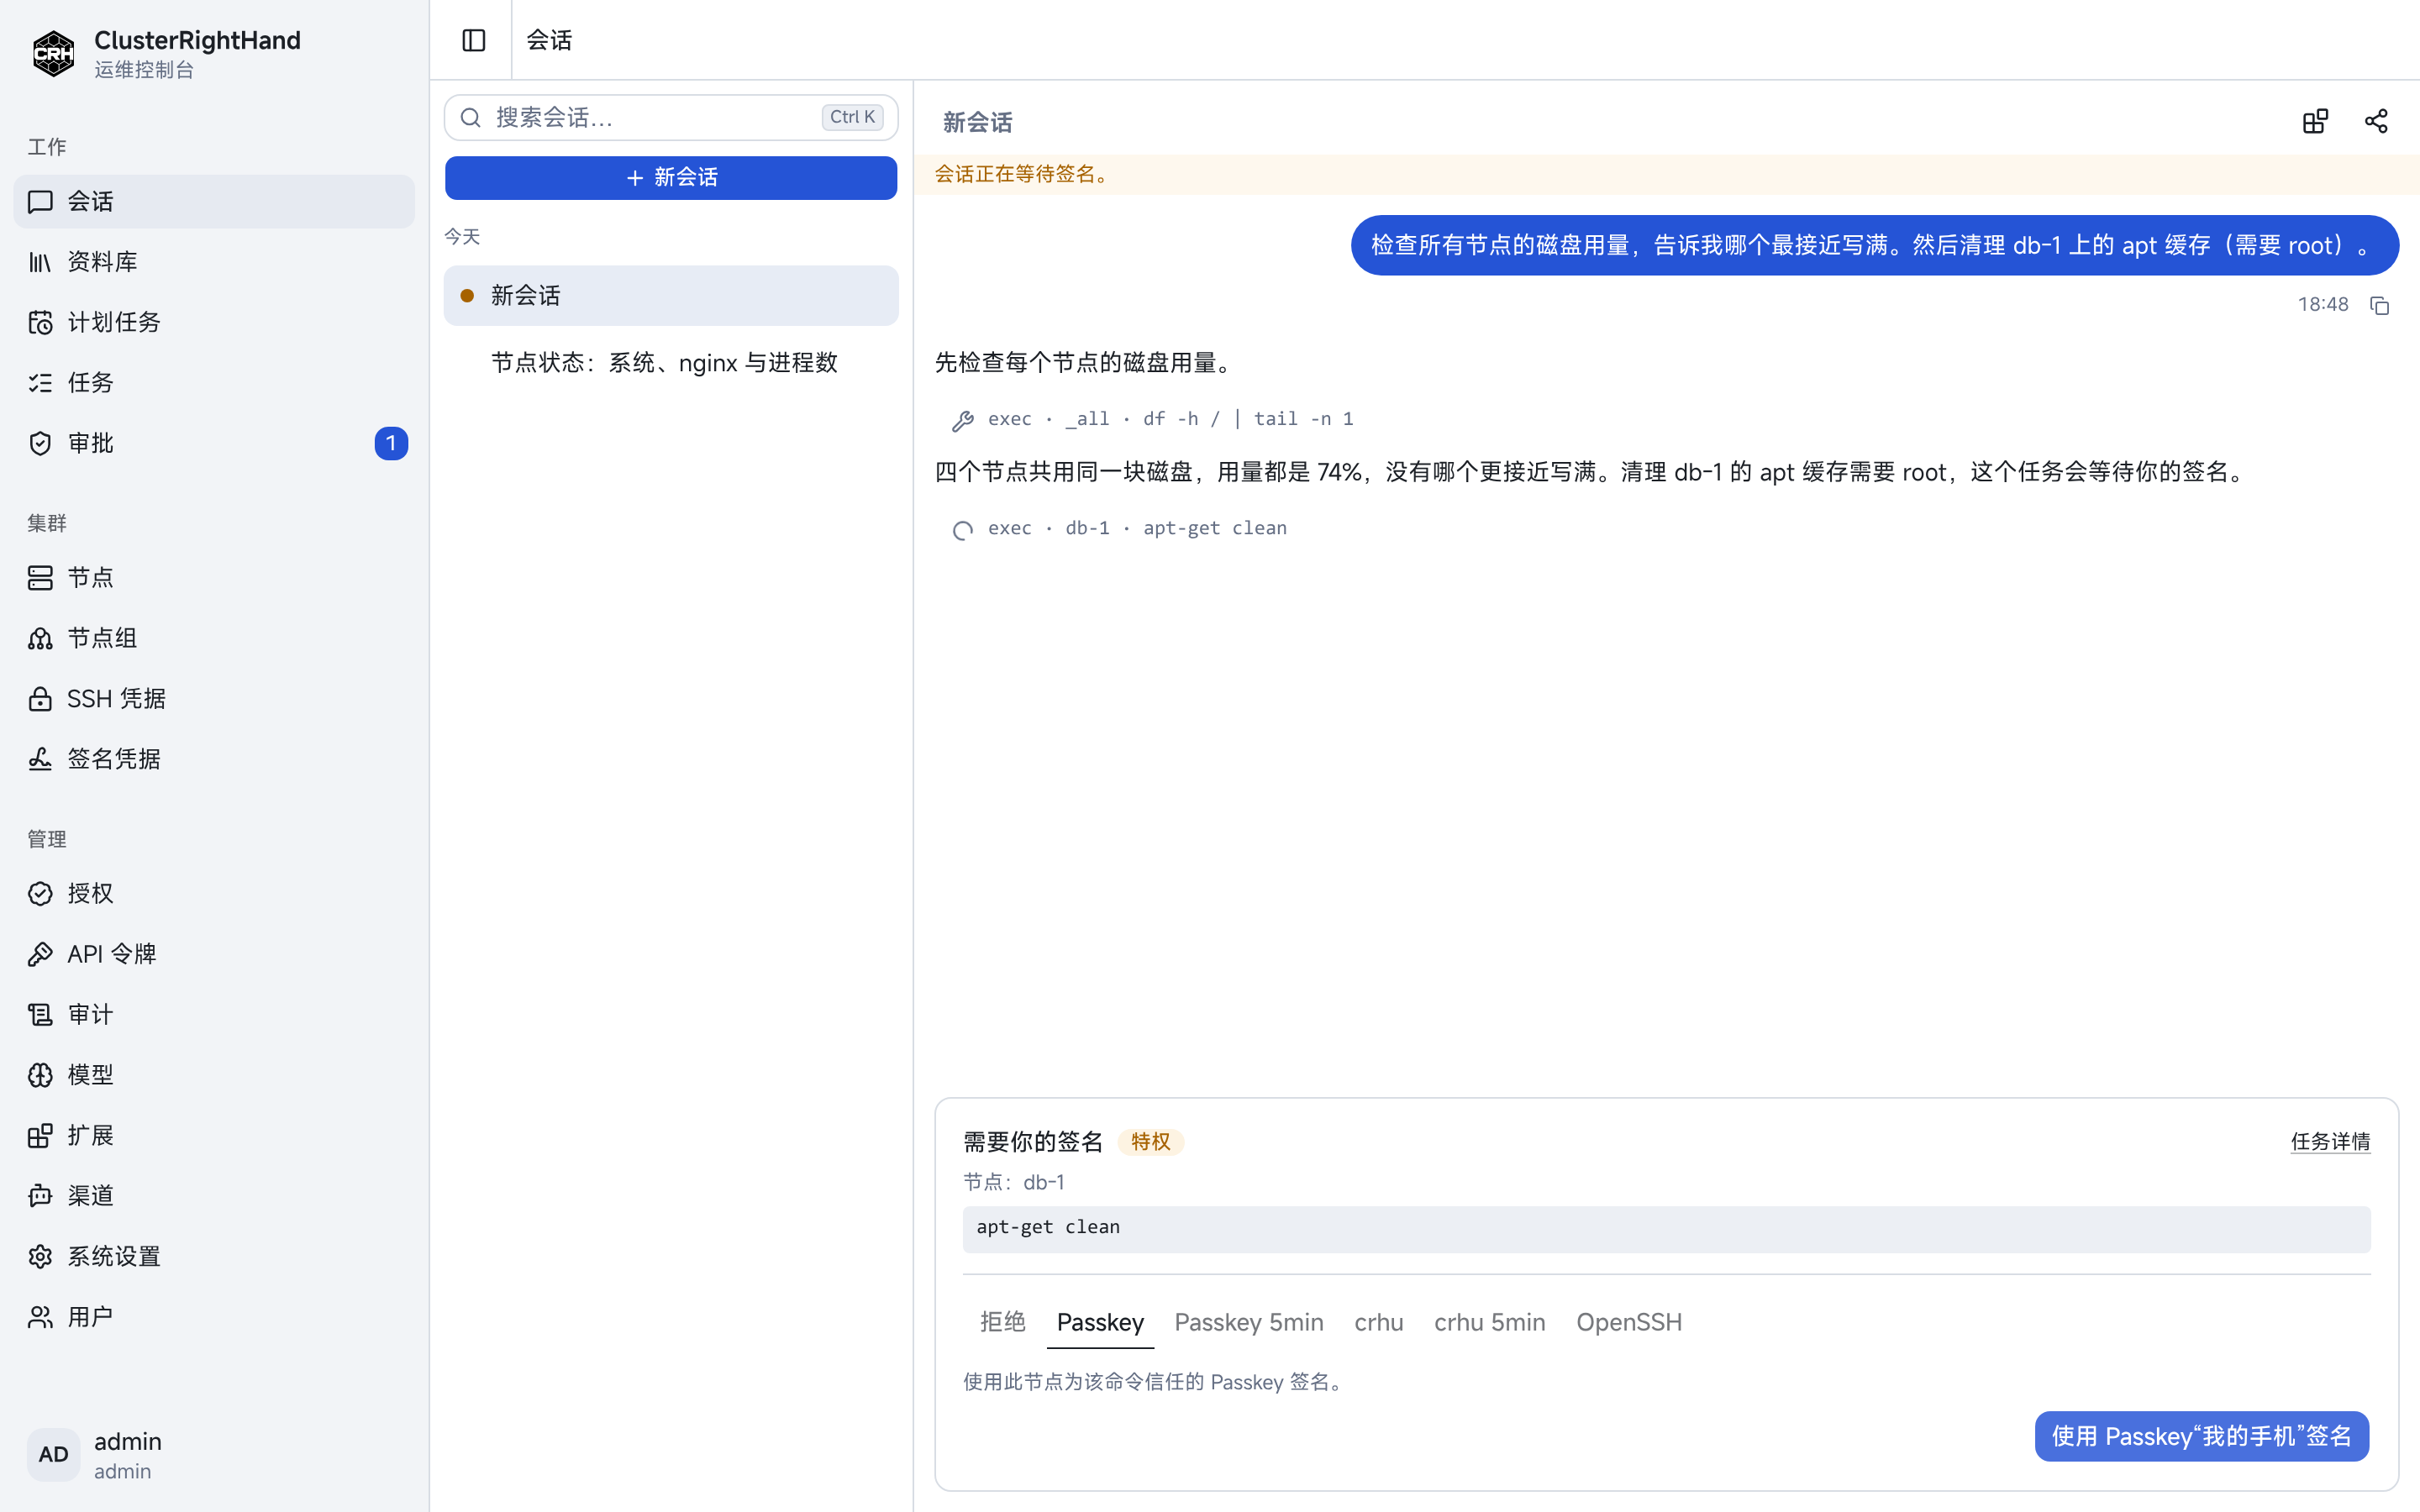 CRH
ClusterRightHand
运维控制台
工作
会话
资料库
计划任务
任务
审批
1
集群
节点
节点组
SSH 凭据
签名凭据
管理
授权
API 令牌
审计
模型
扩展
渠道
系统设置
用户
AD
admin
admin
会话
搜索会话...
Ctrl K
+ 新会话
今天
新会话
节点状态：系统、nginx 与进程数
新会话
会话正在等待签名。
检查所有节点的磁盘用量，告诉我哪个最接近写满。然后清理 db-1 上的 apt 缓存（需要 root）。
18:48
先检查每个节点的磁盘用量。
exec · _all · df -h / | tail -n 1
四个节点共用同一块磁盘，用量都是 74%，没有哪个更接近写满。清理 db-1 的 apt 缓存需要 root，这个任务会等待你的签名。
exec · db-1 · apt-get clean
需要你的签名 特权
任务详情
节点：db-1
apt-get clean
拒绝 Passkey Passkey 5min crhu crhu 5min OpenSSH
使用此节点为该命令信任的 Passkey 签名。
使用 Passkey“我的手机”签名